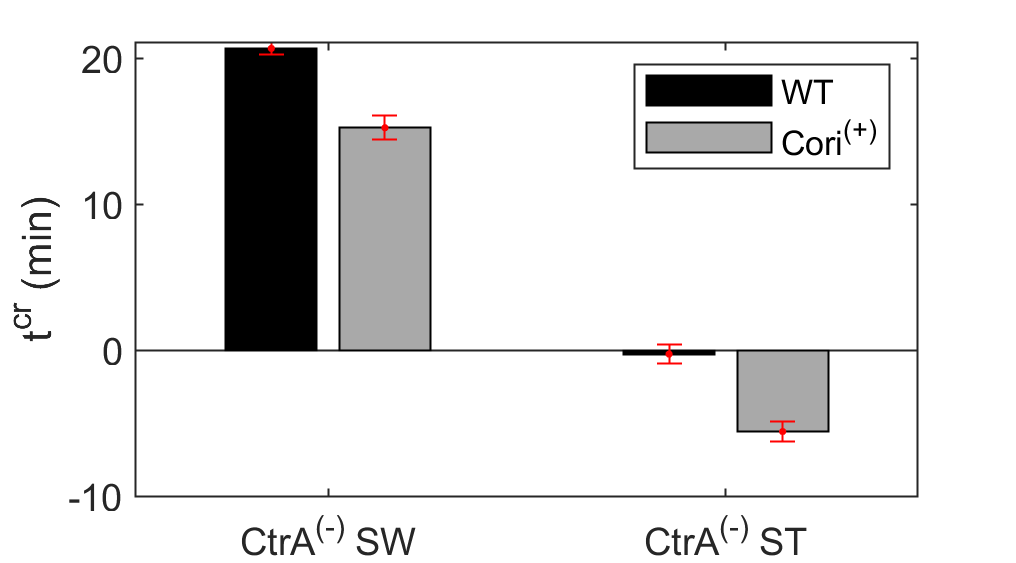 20
10
0
-10
t^cr (min)
WT
Cori^(+)
CtrA^(-) SW
CtrA^(-) ST